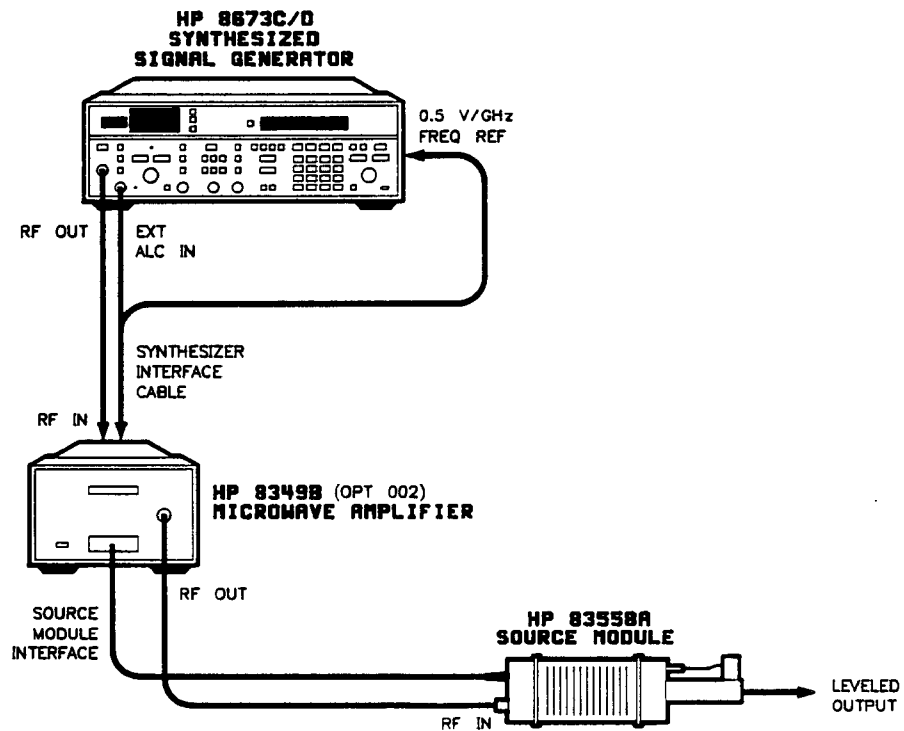 HP 8673C/D
SYNTHESIZED
SIGNAL GENERATOR
0.5 V/GHz
FREQ REF
RF OUT
EXT
ALC IN
SYNTHESIZER
INTERFACE
CABLE
RF IN
HP 8349B (OPT 002)
MICROWAVE AMPLIFIER
RF OUT
SOURCE
MODULE
INTERFACE
HP 83558A
SOURCE MODULE
RF IN
LEVELED
OUTPUT